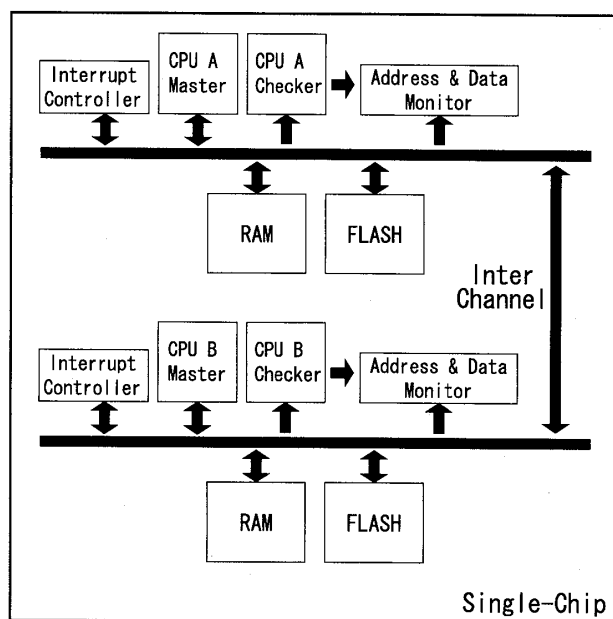 Interrupt
Controller
CPU A
Master
CPU A
Checker
Address & Data
Monitor
RAM
FLASH
Inter
Channel
Interrupt
Controller
CPU B
Master
CPU B
Checker
Address & Data
Monitor
RAM
FLASH
Single-Chip